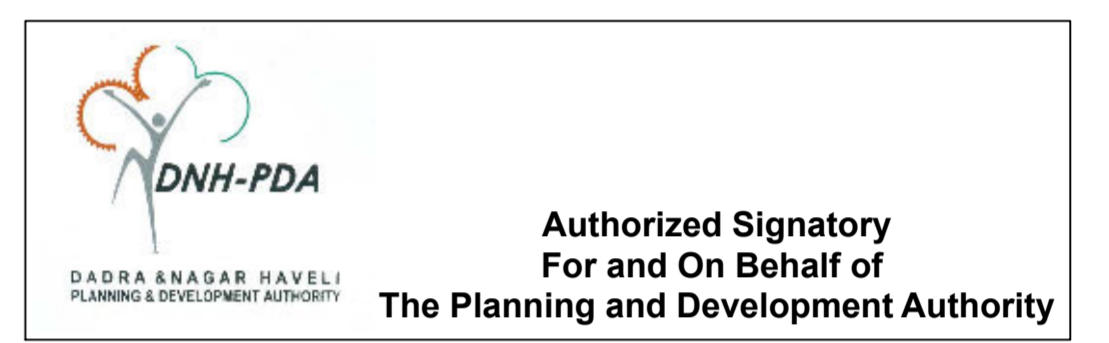 DNH-PDA
DADRA &NAGAR HAVELI
PLANNING & DEVELOPMENT AUTHORITY
Authorized Signatory
For and On Behalf of
The Planning and Development Authority